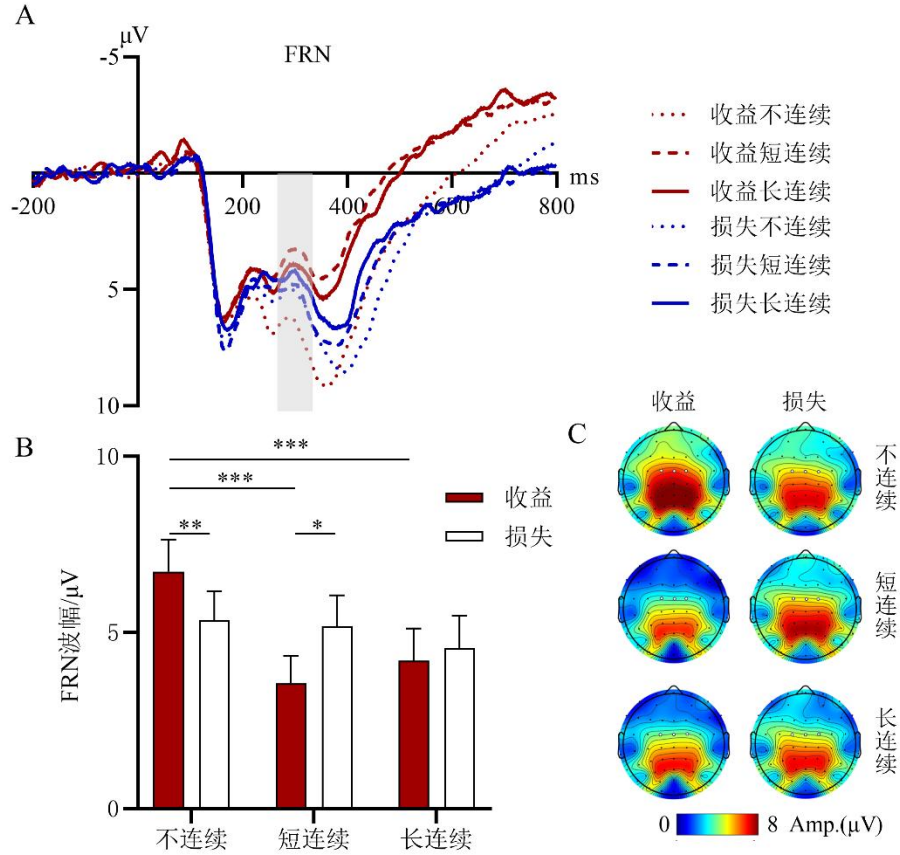 A
μV
-5
FRN
ms
-200
200
400
600
800
5
10
收益不连续
收益短连续
收益长连续
损失不连续
损失短连续
损失长连续
B
10
5
0
FRN波幅/μV
***
***
**
*
收益
损失
不连续
短连续
长连续
C
收益
损失
不连续
短连续
长连续
0
8
Amp.(μV)